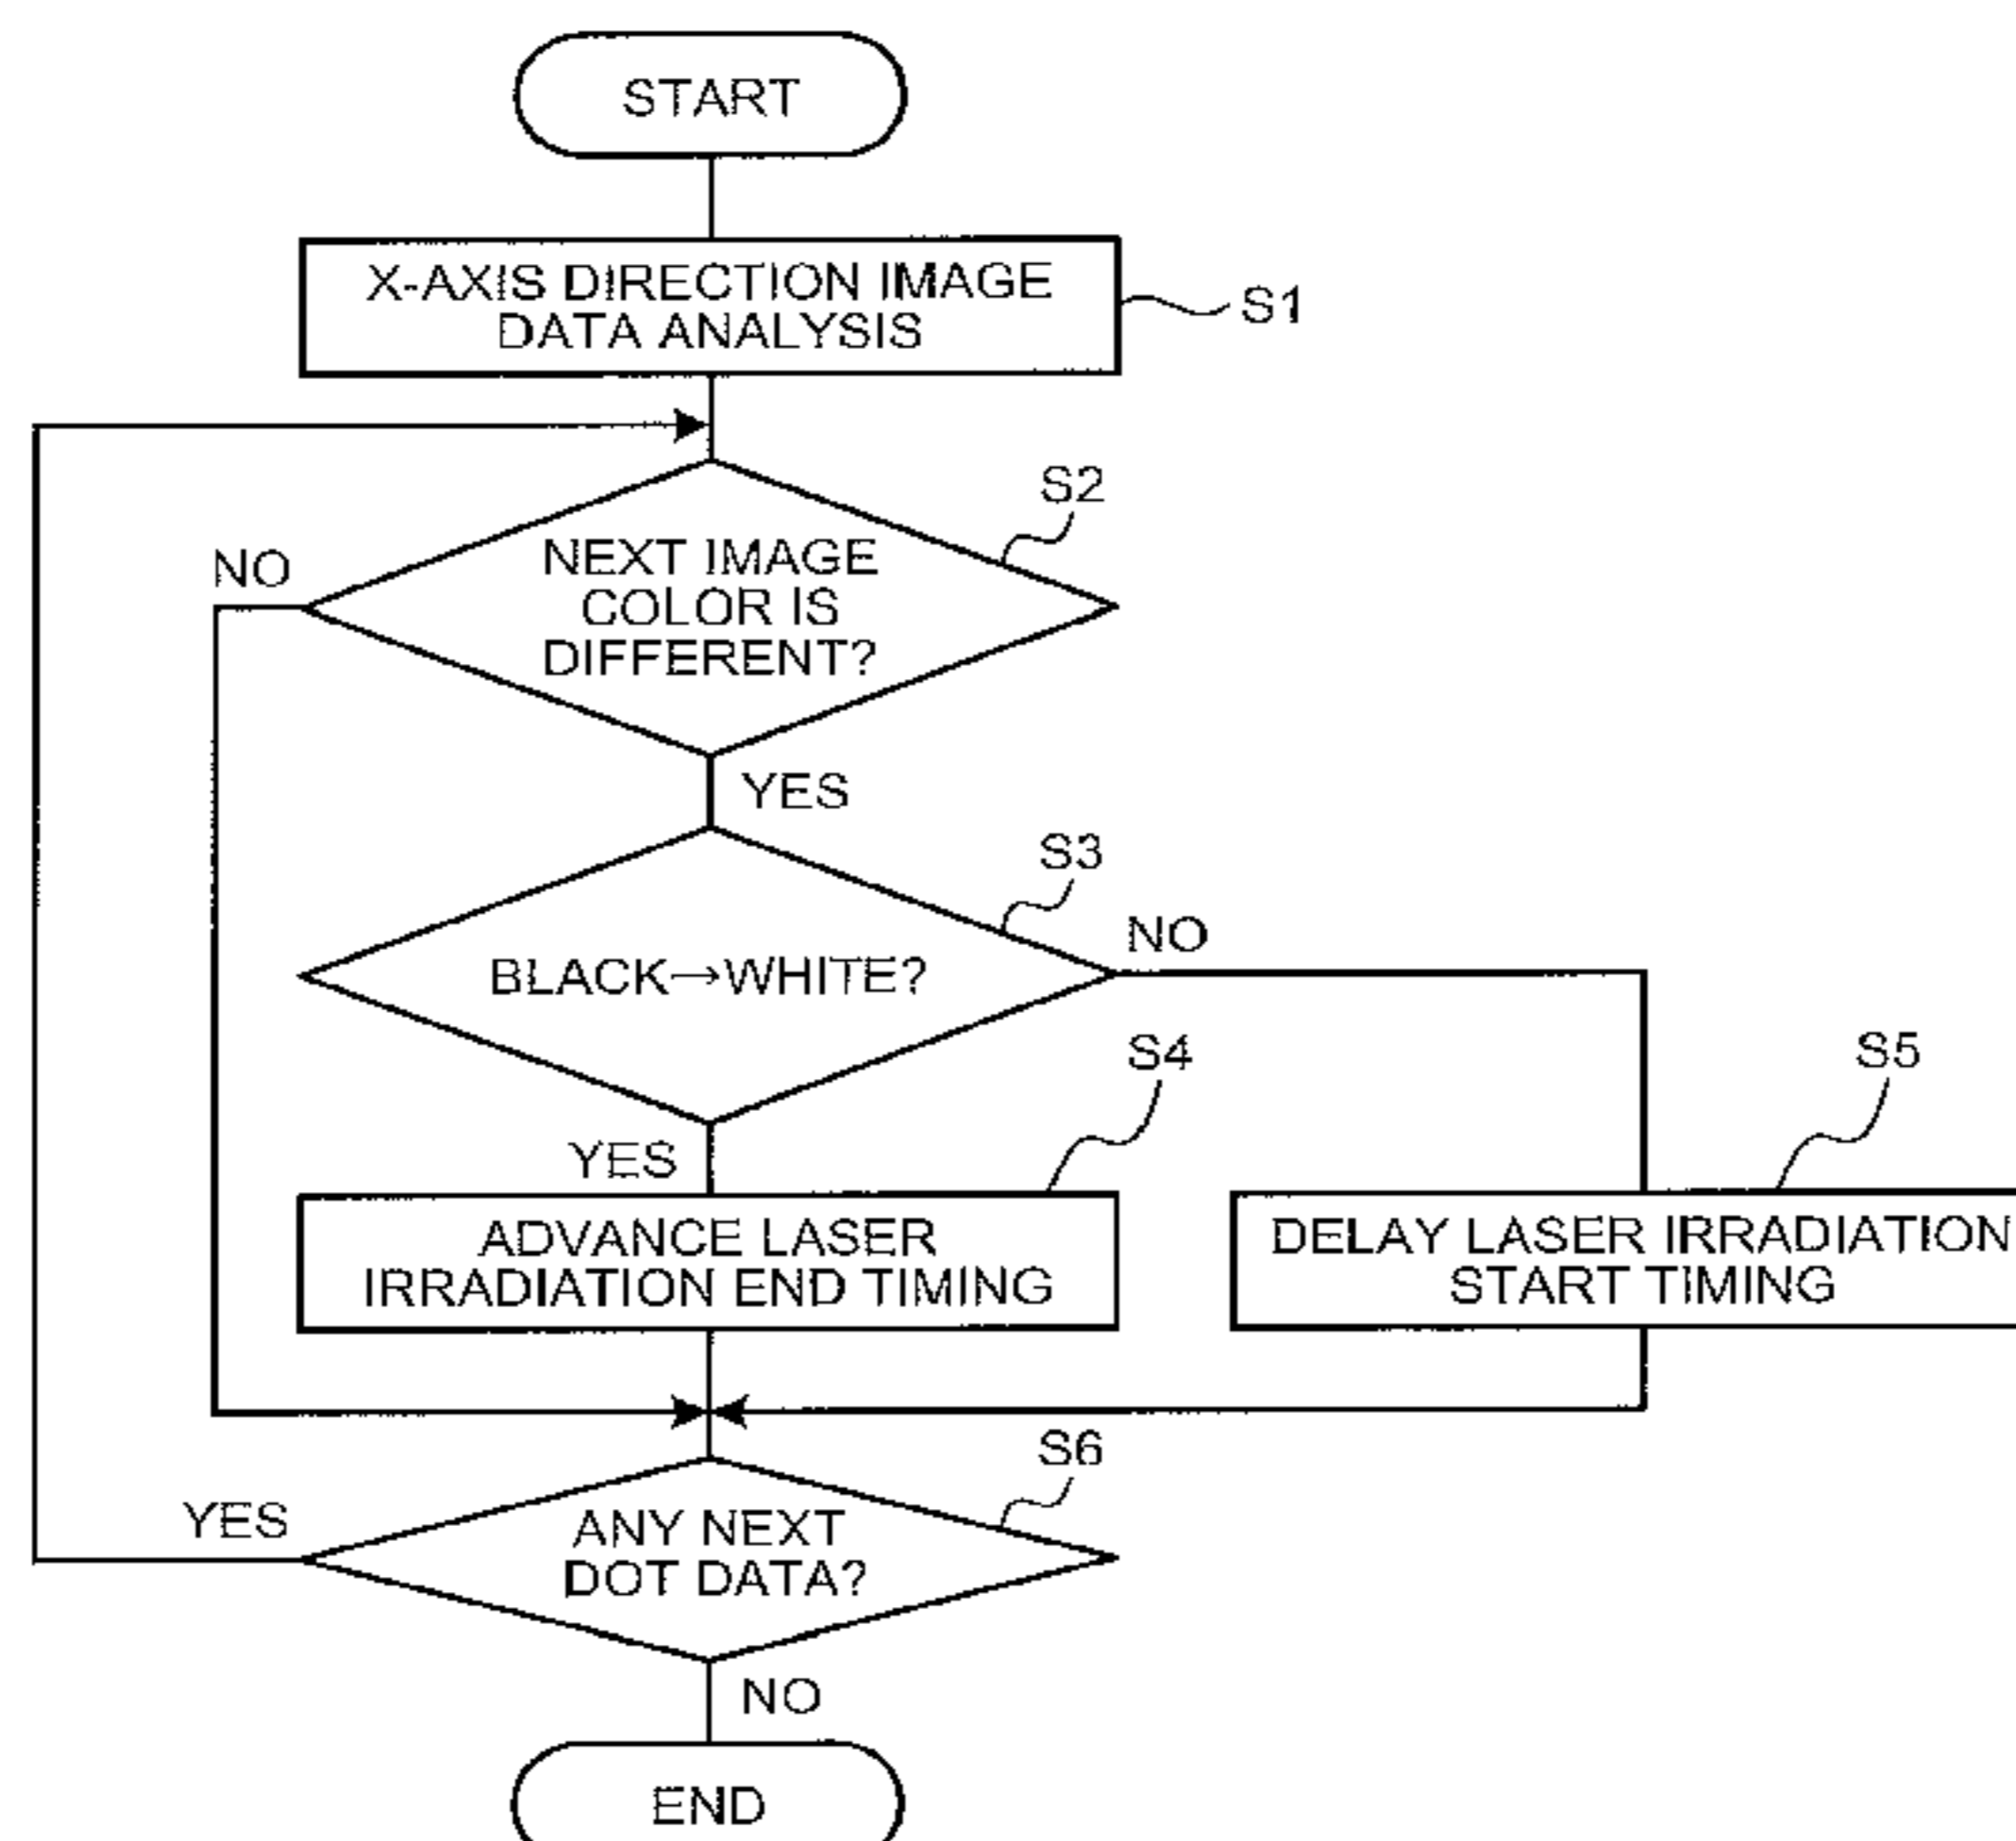 START
X-AXIS DIRECTION IMAGE
DATA ANALYSIS
S1
S2
NEXT IMAGE
COLOR IS
DIFFERENT?
NO
YES
S3
BLACK→WHITE?
NO
YES
S4
ADVANCE LASER
IRRADIATION END TIMING
S5
DELAY LASER IRRADIATION
START TIMING
S6
ANY NEXT
DOT DATA?
YES
NO
END